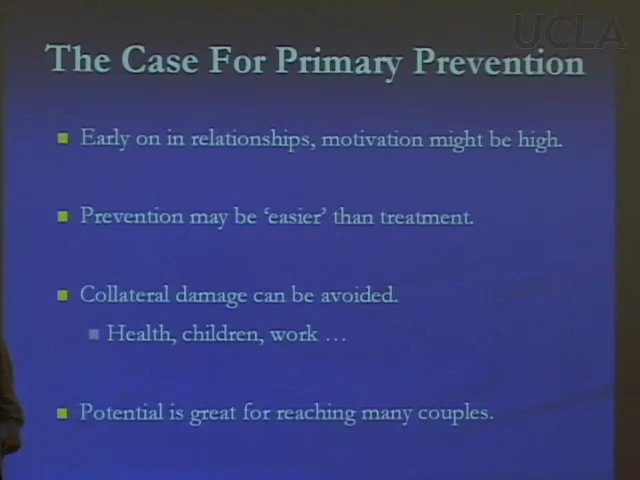 UCLA
The Case For Primary Prevention
Early on in relationships, motivation might be high.
Prevention may be ‘easier’ than treatment.
Collateral damage can be avoided.
Health, children, work …
Potential is great for reaching many couples.